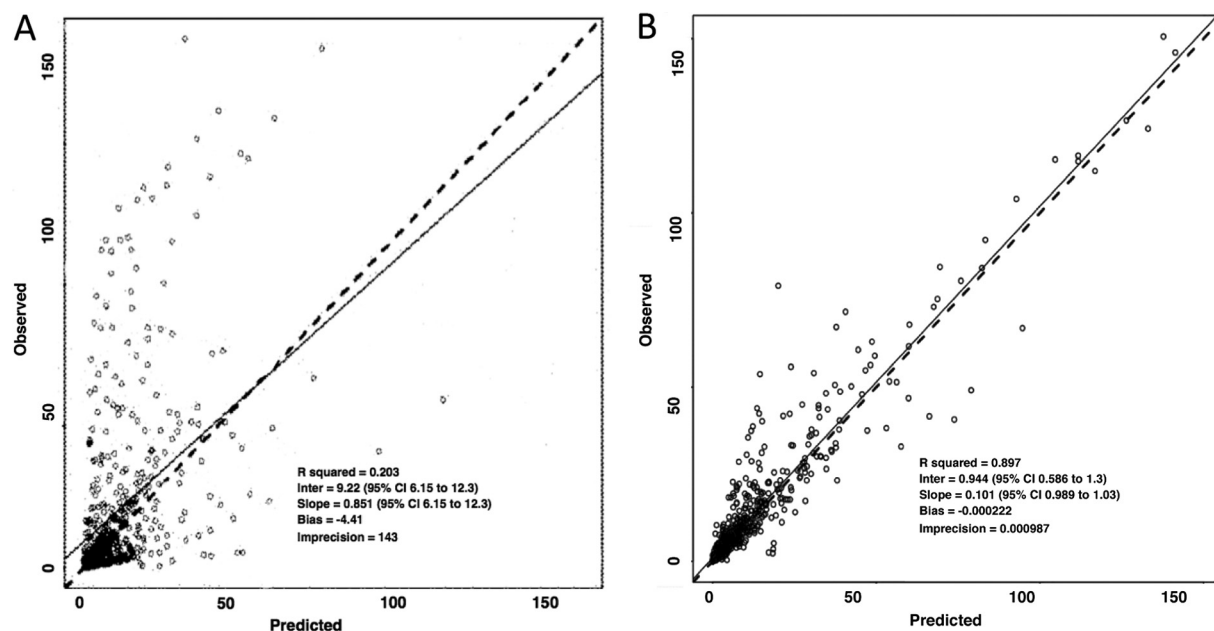 A
150
100
50
0
Observed
R squared = 0.203
Inter = 9.22 (95% CI 6.15 to 12.3)
Slope = 0.851 (95% CI 6.15 to 12.3)
Bias = -4.41
Imprecision = 143
0
50
100
150
Predicted
B
150
100
50
0
Observed
R squared = 0.897
Inter = 0.944 (95% CI 0.586 to 1.3)
Slope = 0.101 (95% CI 0.989 to 1.03)
Bias = -0.000222
Imprecision = 0.000987
0
50
100
150
Predicted